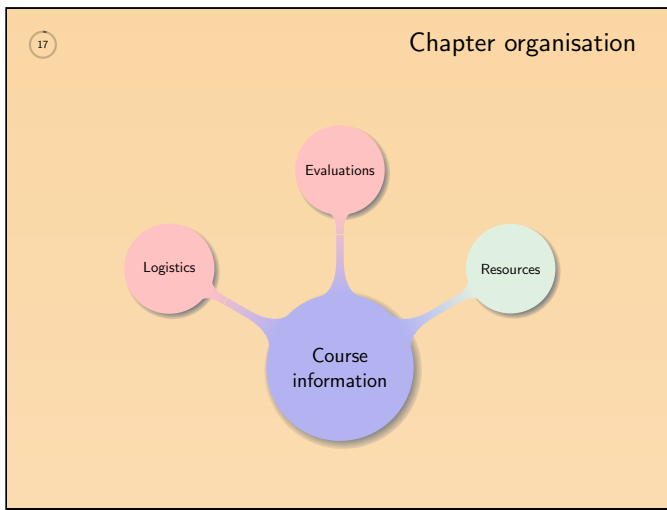 17
Chapter organisation
Evaluations
Logistics
Resources
Course
information